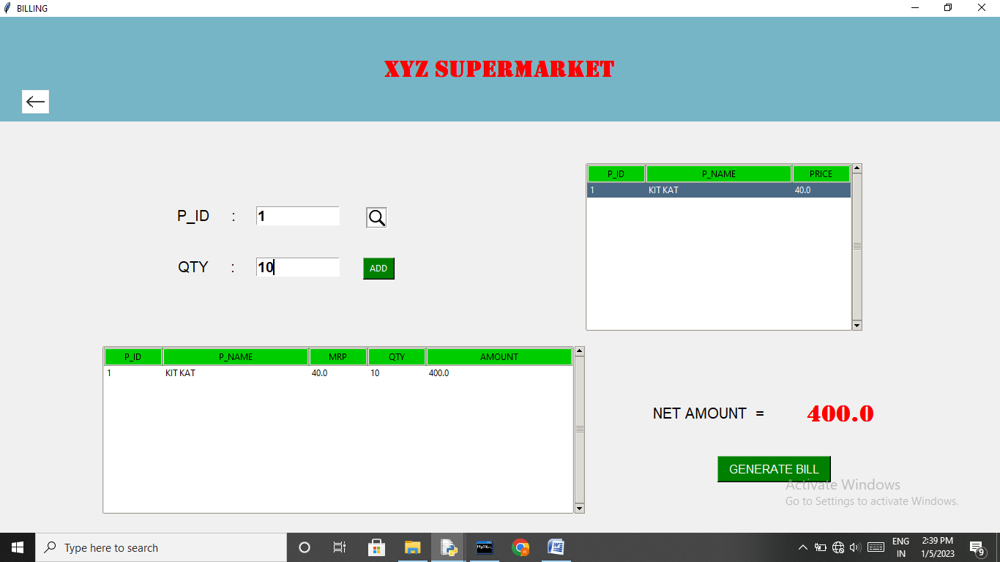 BILLING
XYZ SUPERMARKET
P_ID : 1
QTY : 10 ADD
P_ID P_NAME PRICE
1 KIT KAT 40.0
P_ID P_NAME MRP QTY AMOUNT
1 KIT KAT 40.0 10 400.0
NET AMOUNT = 400.0
GENERATE BILL
Activate Windows
Go to Settings to activate Windows.
Type here to search
MySQL
W
ENG
IN
2:39 PM
1/5/2023
9